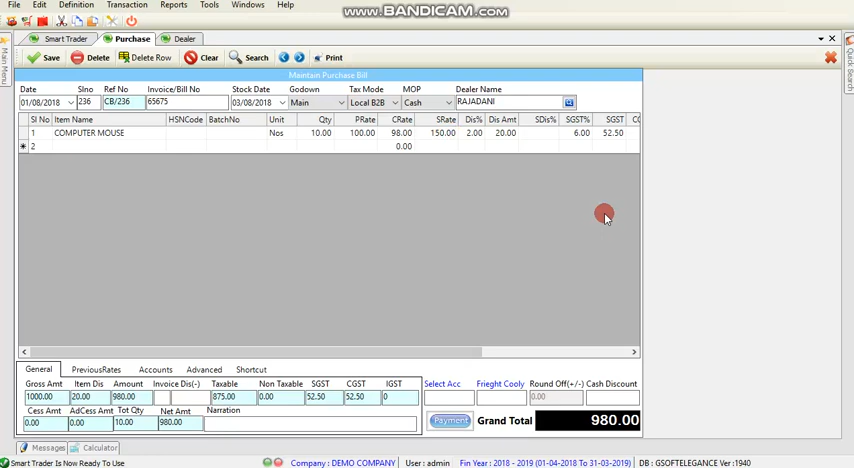 File Edit Definition Transaction Reports Tools Windows Help
www.BANDICAM.com
Smart Trader Purchase Dealer
Main Menu
Quick Search
Save Delete Delete Row Clear Search Print
Maintain Purchase Bill
Date Slno Ref No Invoice/Bill No Stock Date Godown Tax Mode MOP Dealer Name
01/08/2018 236 CB/236 65675 03/08/2018 Main Local B2B Cash RAJADANI
Sl No Item Name HSNCode BatchNo Unit Qty PRate CRate SRate Dis% Dis Amt SDis% SGST% SGST CG
1 COMPUTER MOUSE Nos 10.00 100.00 98.00 150.00 2.00 20.00 6.00 52.50
2 0.00
General PreviousRates Accounts Advanced Shortcut
Gross Amt Item Dis Amount Invoice Dis(-) Taxable Non Taxable SGST CGST IGST Select Acc Frieght Cooly Round Off(+/-) Cash Discount
1000.00 20.00 980.00 875.00 0.00 52.50 52.50 0 0.00
Cess Amt AdCess Amt Tot Qty Net Amt Narration
0.00 0.00 10.00 980.00
Payment Grand Total 980.00
Messages Calculator
Smart Trader Is Now Ready To Use Company : DEMO COMPANY User : admin Fin Year : 2018 - 2019 (01-04-2018 To 31-03-2019) DB : GSOFTELEGANCE Ver:1940